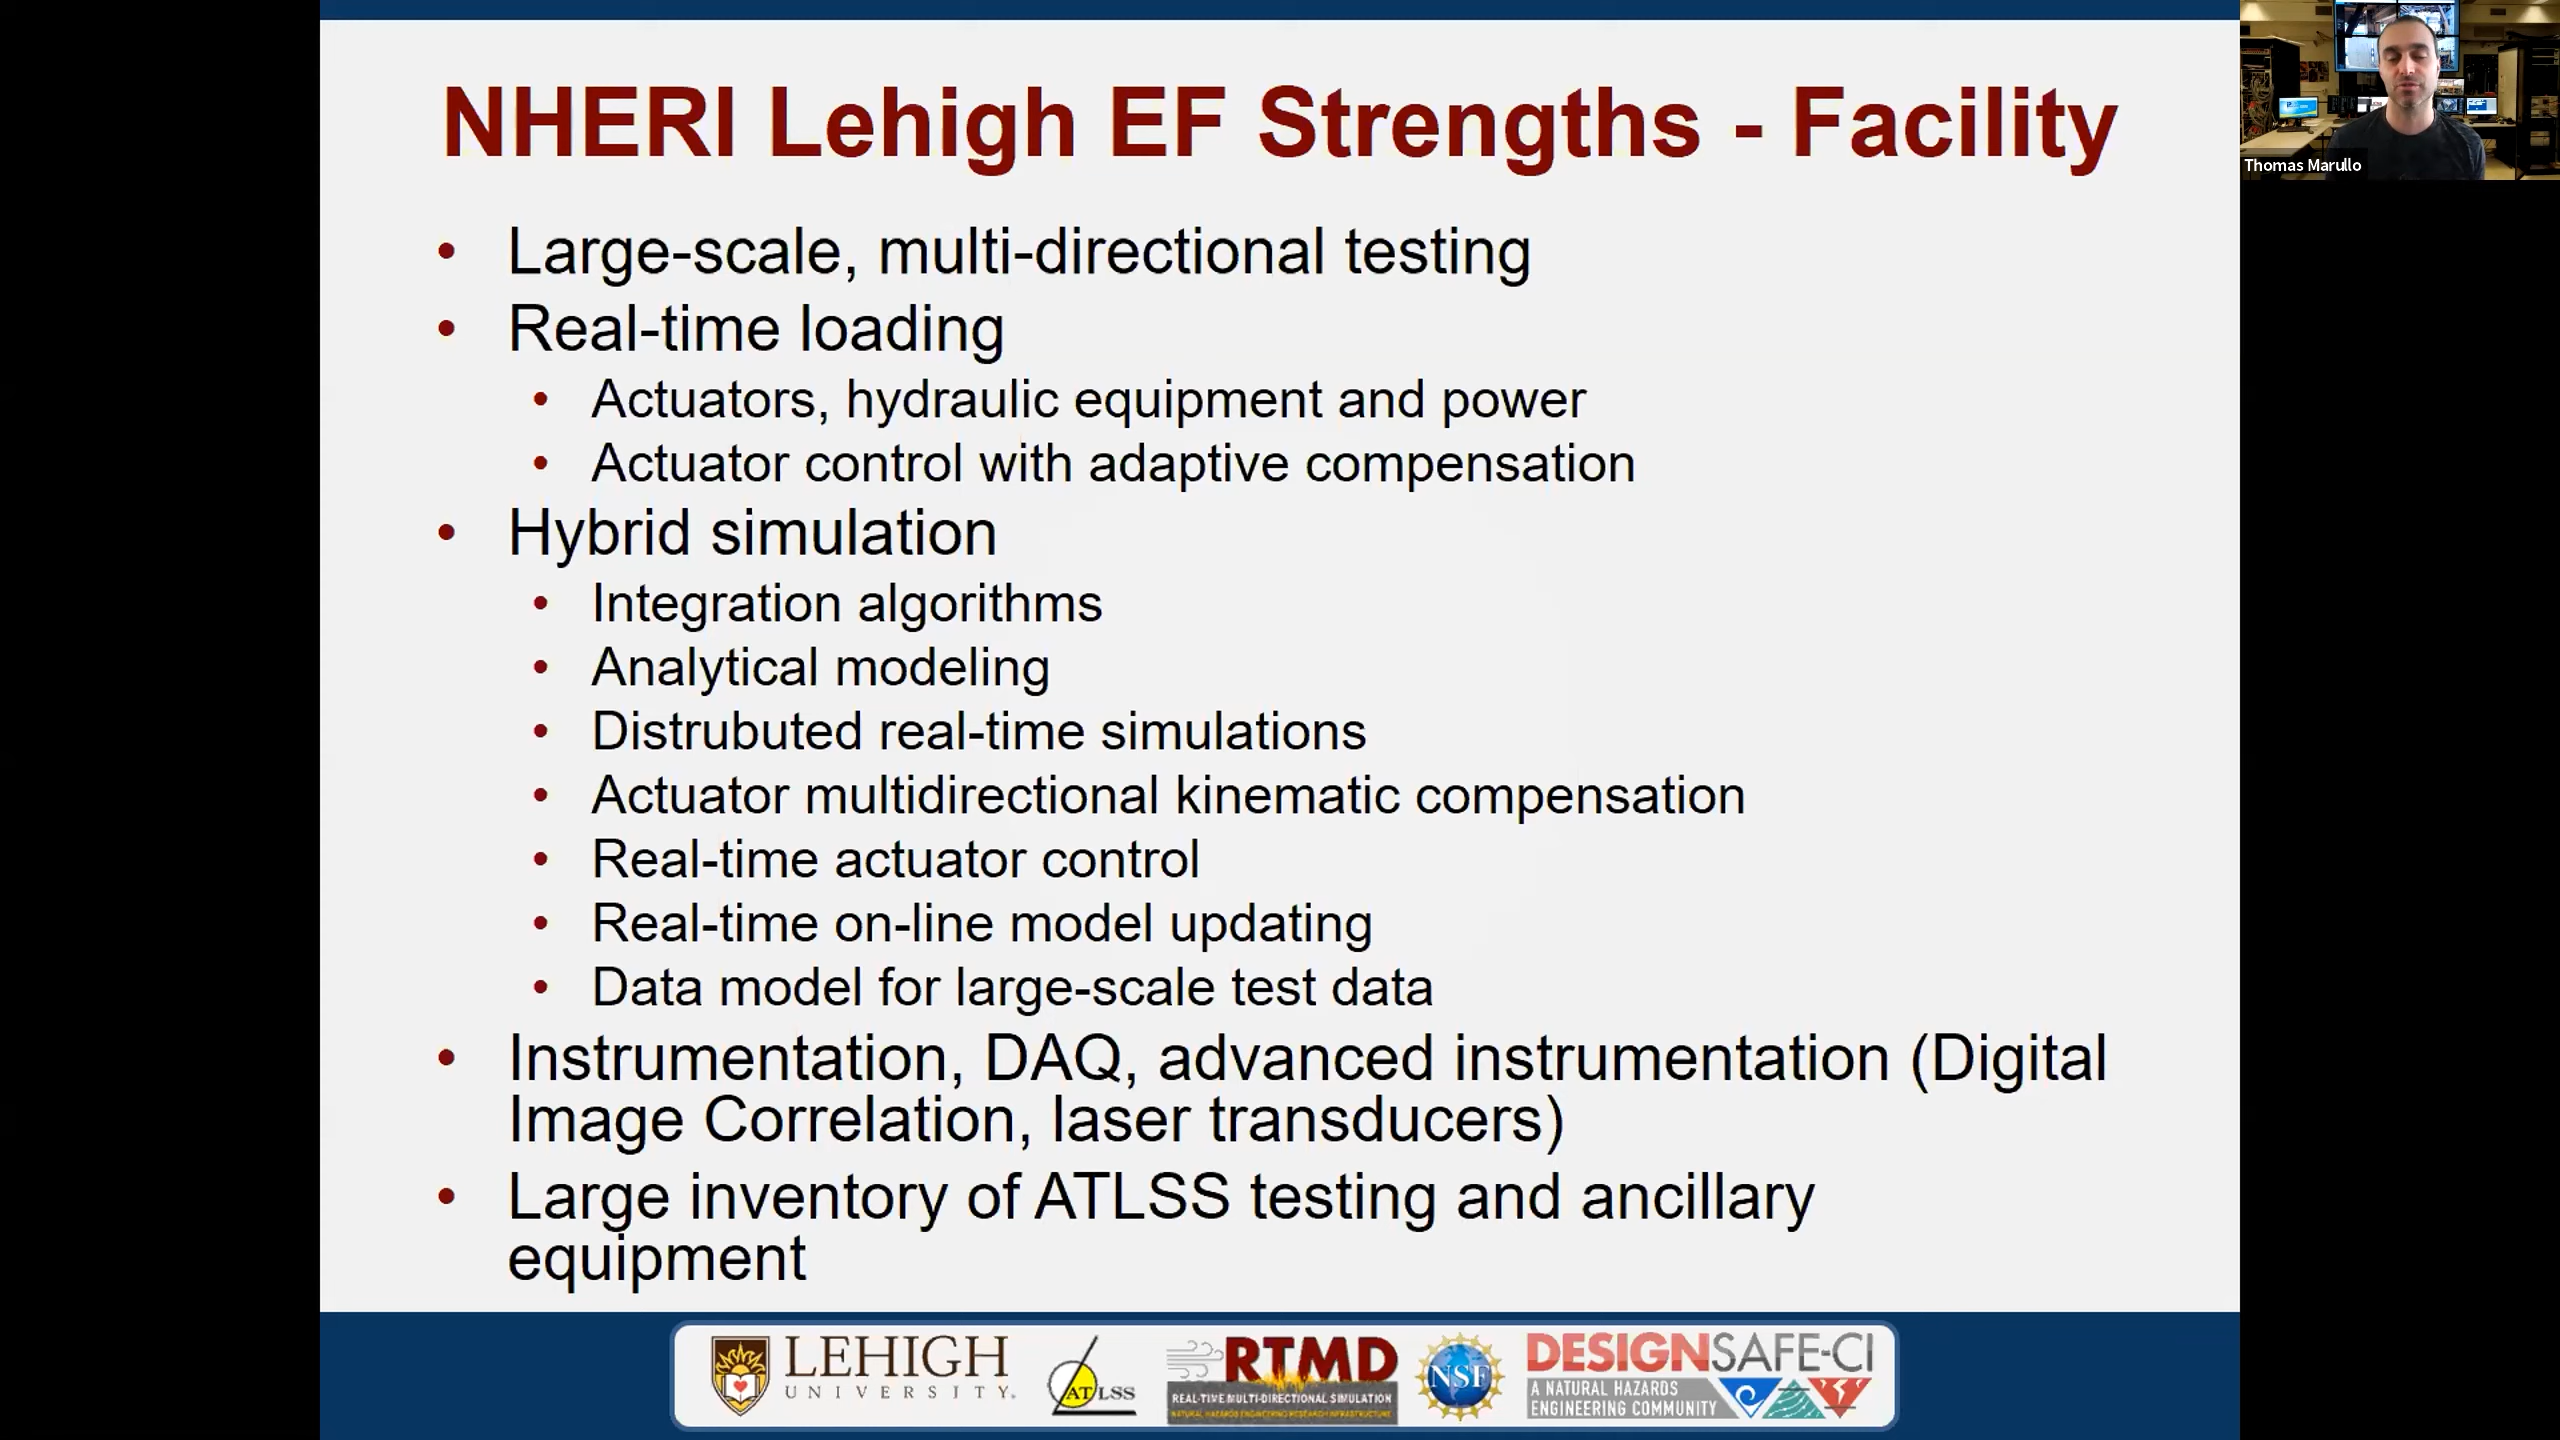 NHERI Lehigh EF Strengths - Facility
Thomas Marullo
• Large-scale, multi-directional testing
• Real-time loading
• Actuators, hydraulic equipment and power
• Actuator control with adaptive compensation
• Hybrid simulation
• Integration algorithms
• Analytical modeling
• Distrubuted real-time simulations
• Actuator multidirectional kinematic compensation
• Real-time actuator control
• Real-time on-line model updating
• Data model for large-scale test data
• Instrumentation, DAQ, advanced instrumentation (Digital
Image Correlation, laser transducers)
• Large inventory of ATLSS testing and ancillary
equipment
LEHIGH
UNIVERSITY
ATLSS
RTMD
REAL-TIME MULTI-DIRECTIONAL SIMULATION
NATURAL HAZARDS ENGINEERING RESEARCH INFRASTRUCTURE
NSF
DESIGNSAFE-CI
A NATURAL HAZARDS
ENGINEERING COMMUNITY